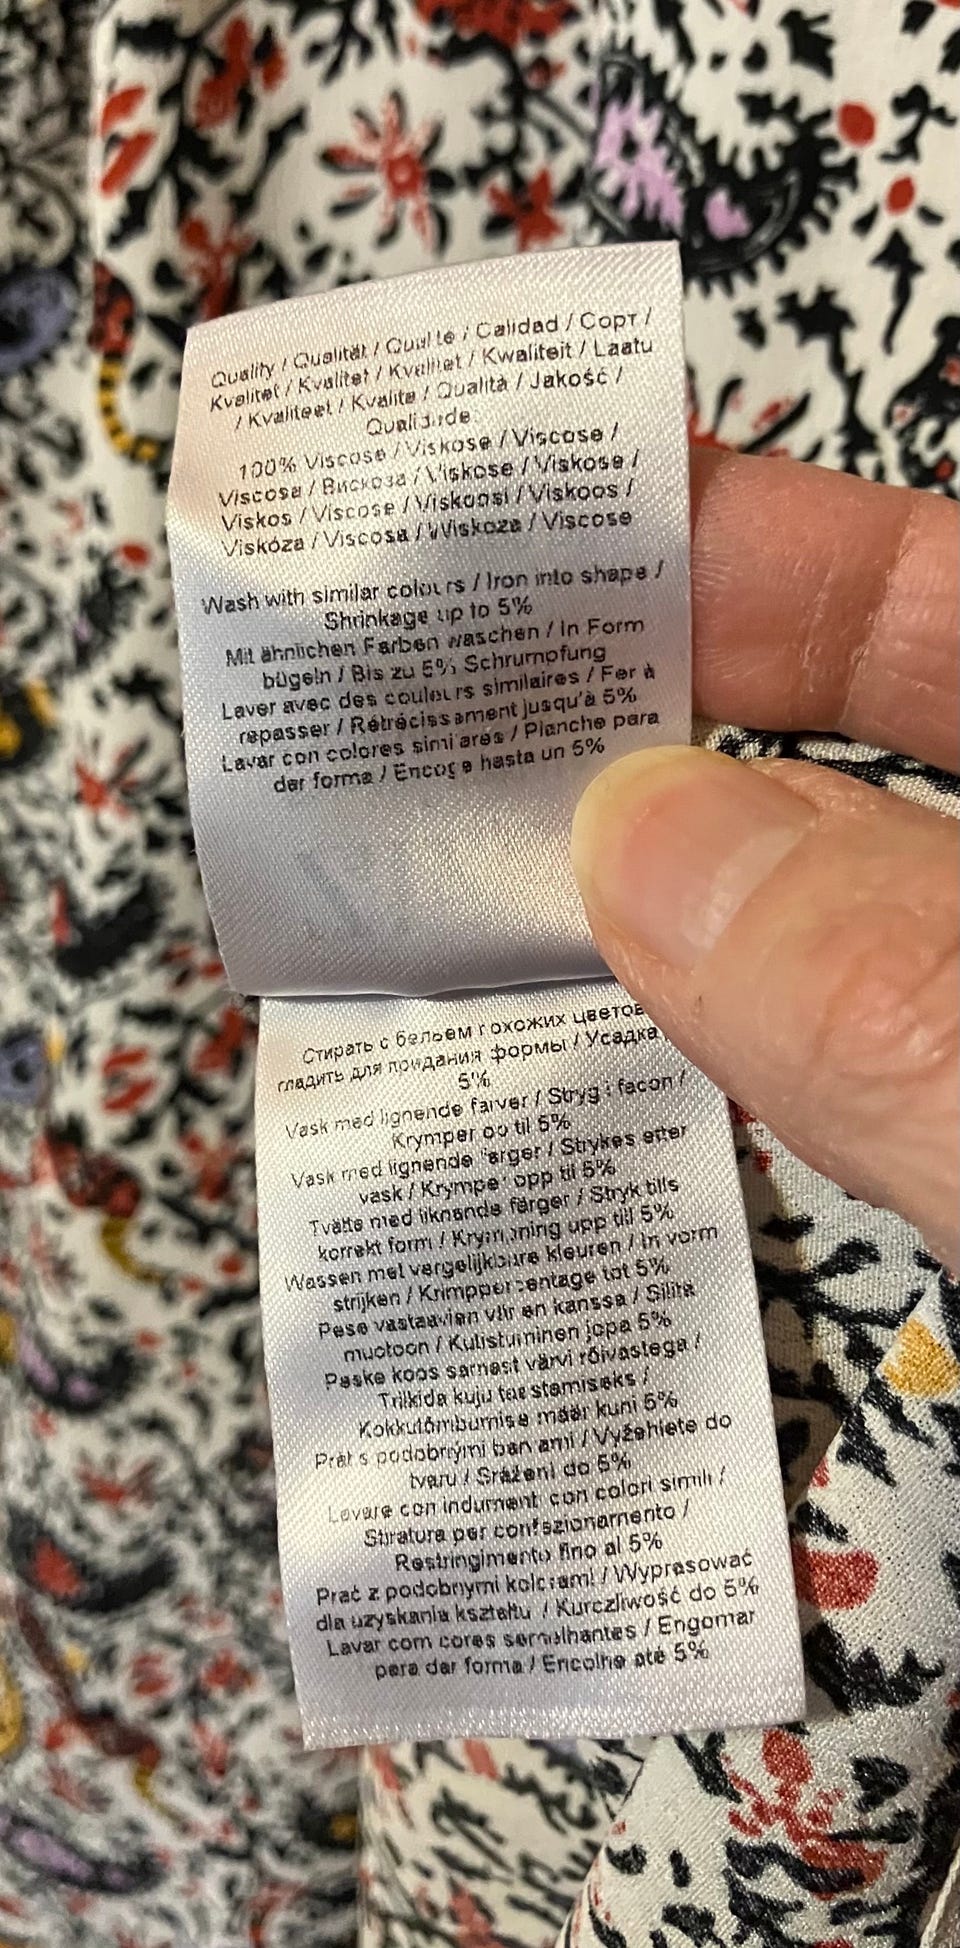 Quality / Qualität / Qualité / Calidad / Сорт /
Kvalitet / Kvalitet / Kvalitet / Kwaliteit / Laatu
/ Kvaliteet / Kvalita / Qualità / Jakość /
Qualidade:
100% Viscose / Viskose / Viscose /
Viscosa / Вискоза / Viskose / Viskose /
Viskos / Viscose / Viskoosi / Viskoos /
Viskóza / Viscosa / Wiskoza / Viscose
Wash with similar colours / Iron into shape /
Shrinkage up to 5%
Mit ähnlichen Farben waschen / In Form
bügeln / Bis zu 5% Schrumpfung
Laver avec des couleurs similaires / Fer à
repasser / Rétrécissement jusqu'à 5%
Lavar con colores similares / Planche para
dar forma / Encoge hasta un 5%
Стирать с бельем похожих цветов
гладить для придания формы / Усадка
5%
Vask med lignende farver / Stryg i facon /
Krymper op til 5%
Vask med lignende farger / Strykes etter
vask / Krymper opp til 5%
Tvätta med liknande färger / Stryk tills
korrekt form / Krympning upp till 5%
Wassen met vergelijkbare kleuren / In vorm
strijken / Krimppercentage tot 5%
Pese vastaavien värien kanssa / Silitä
muotoon / Kutistuminen jopa 5%
Peske koos sarnast värvi rõivastega /
Triikida kuju taastamiseks /
Kokkutõmbumise määr kuni 5%
Prát s podobnými barvami / Vyžehlete do
tvaru / Sražení do 5%
Lavare con indumenti con colori simili /
Stiratura per confezionamento /
Restringimento fino al 5%
Prać z podobnymi kolorami / Wyprasować
dla uzyskania kształtu / Kurczliwość do 5%
Lavar com cores semelhantes / Engomar
para dar forma / Encolhe até 5%